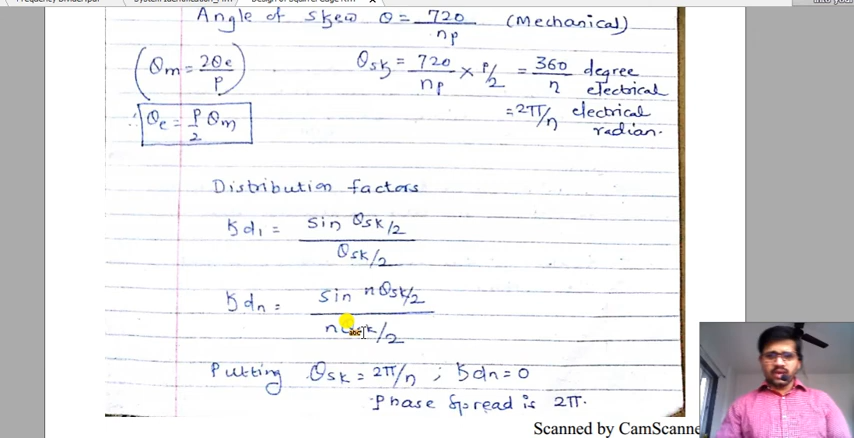 Angle of skew θ = 720/np (Mechanical)
(θm = 2θe/p) θsk = 720/np × P/2 = 360/n degree electrical
∴ θe = P/2 θm = 2π/n electrical radian.
Distribution factors
Kd1 = sin θsk/2 / θsk/2
Kdn = sin nθsk/2 / nθsk/2
Putting θsk = 2π/n ; Kdn = 0
Phase spread is 2π.
Scanned by CamScanne